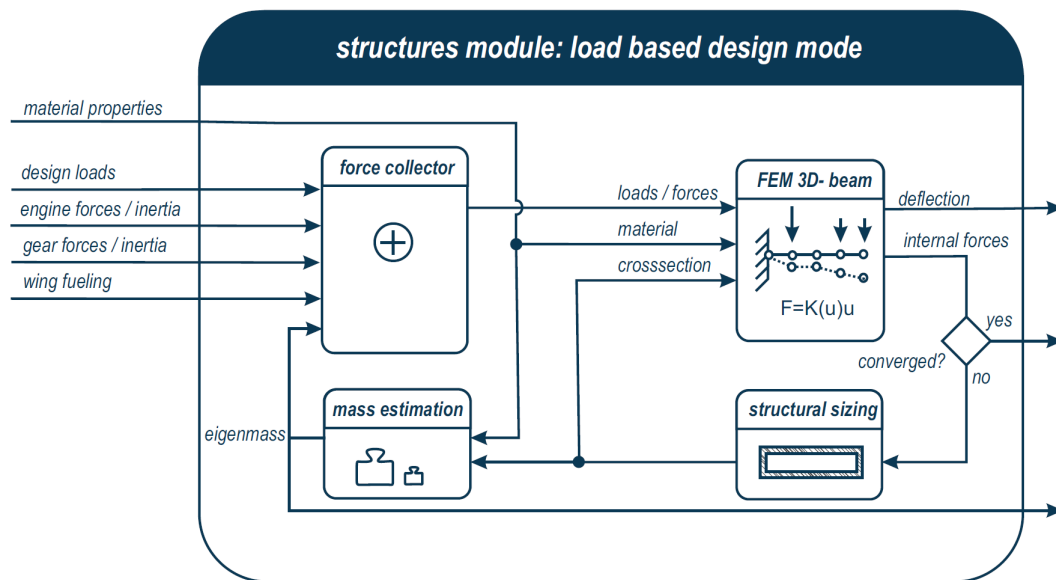 structures module: load based design mode
material properties
force collector
FEM 3D- beam
design loads
loads / forces
deflection
engine forces / inertia
material
internal forces
gear forces / inertia
crosssection
wing fueling
F=K(u)u
yes
converged?
no
mass estimation
structural sizing
eigenmass